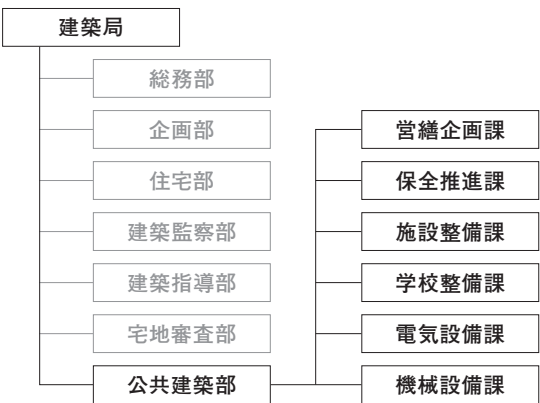 建築局
総務部
企画部
住宅部
建築監察部
建築指導部
宅地審査部
公共建築部
営繕企画課
保全推進課
施設整備課
学校整備課
電気設備課
機械設備課